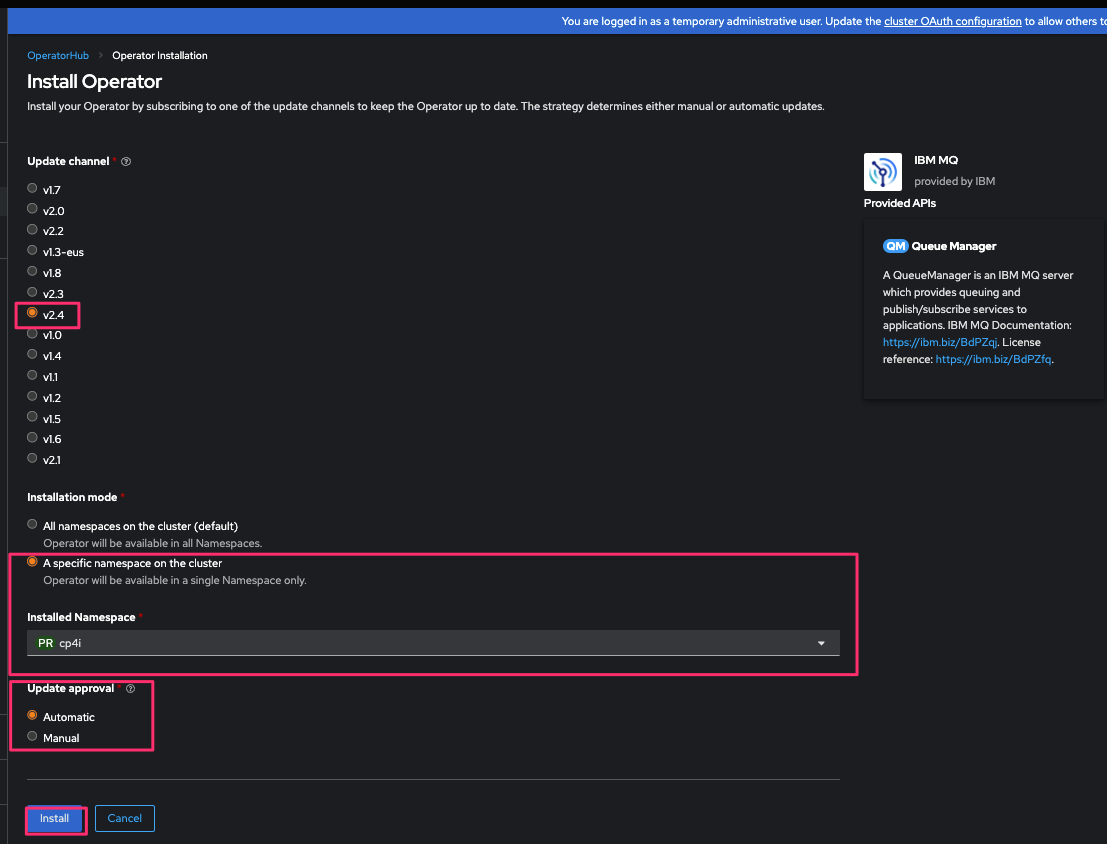 You are logged in as a temporary administrative user. Update the cluster OAuth configuration to allow others to
OperatorHub > Operator Installation
Install Operator
Install your Operator by subscribing to one of the update channels to keep the Operator up to date. The strategy determines either manual or automatic updates.
Update channel *
v1.7
v2.0
v2.2
v1.3-eus
v1.8
v2.3
v2.4
v1.0
v1.4
v1.1
v1.2
v1.5
v1.6
v2.1
Installation mode *
All namespaces on the cluster (default)
Operator will be available in all Namespaces.
A specific namespace on the cluster
Operator will be available in a single Namespace only.
Installed Namespace *
PR cp4i
Update approval *
Automatic
Manual
Install Cancel
IBM MQ
provided by IBM
Provided APIs
QM Queue Manager
A QueueManager is an IBM MQ server
which provides queuing and
publish/subscribe services to
applications. IBM MQ Documentation:
https://ibm.biz/BdPZqj. License
reference: https://ibm.biz/BdPZfq.